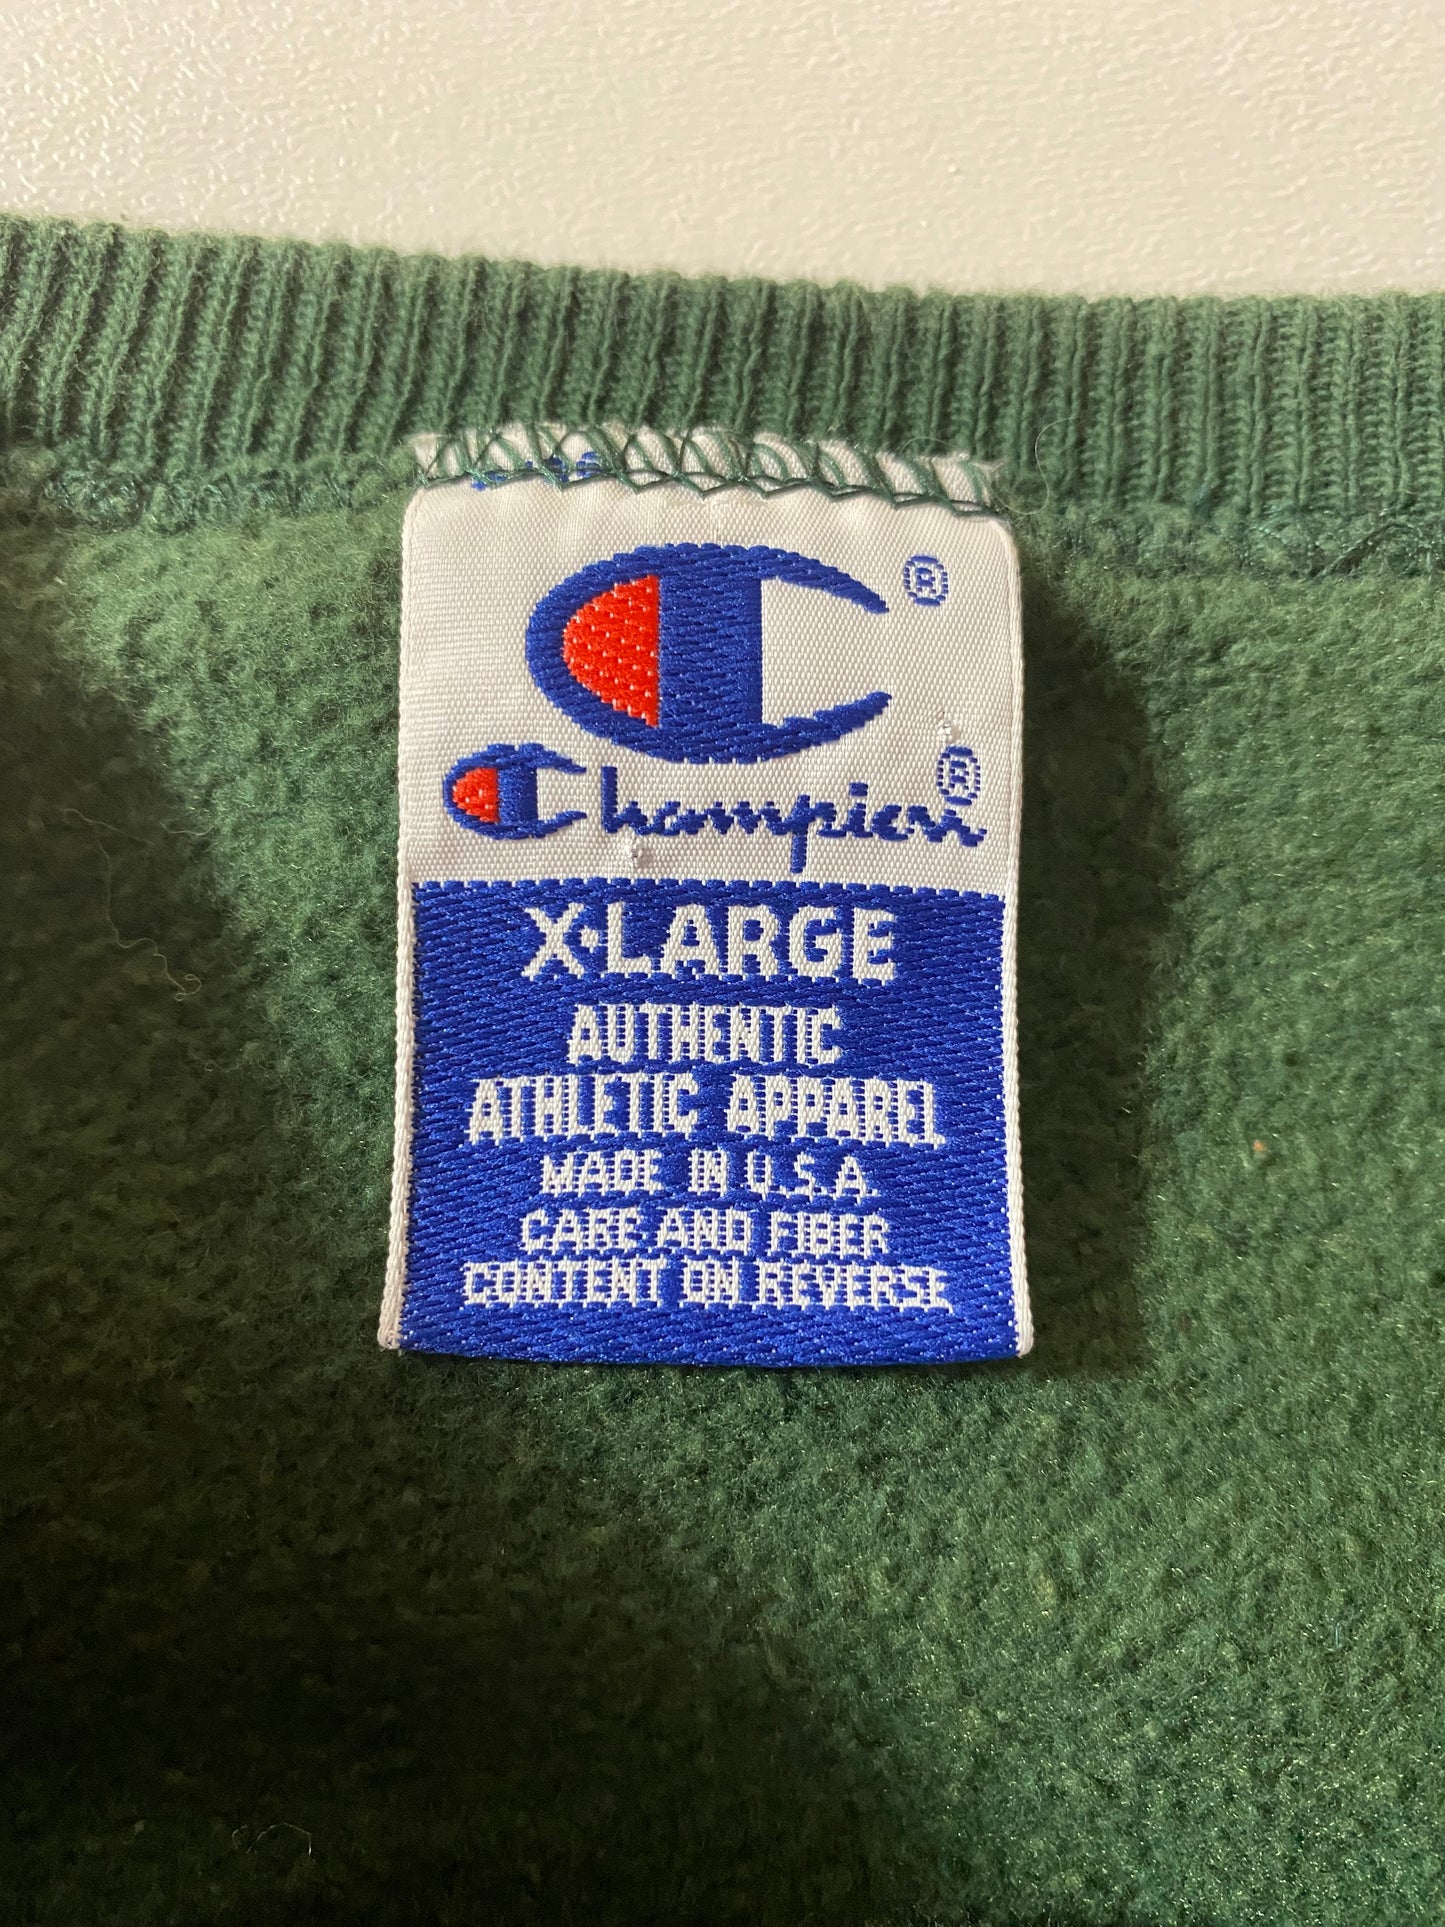 ®
Champion®
X-LARGE
AUTHENTIC
ATHLETIC APPAREL
MADE IN U.S.A.
CARE AND FIBER
CONTENT ON REVERSE